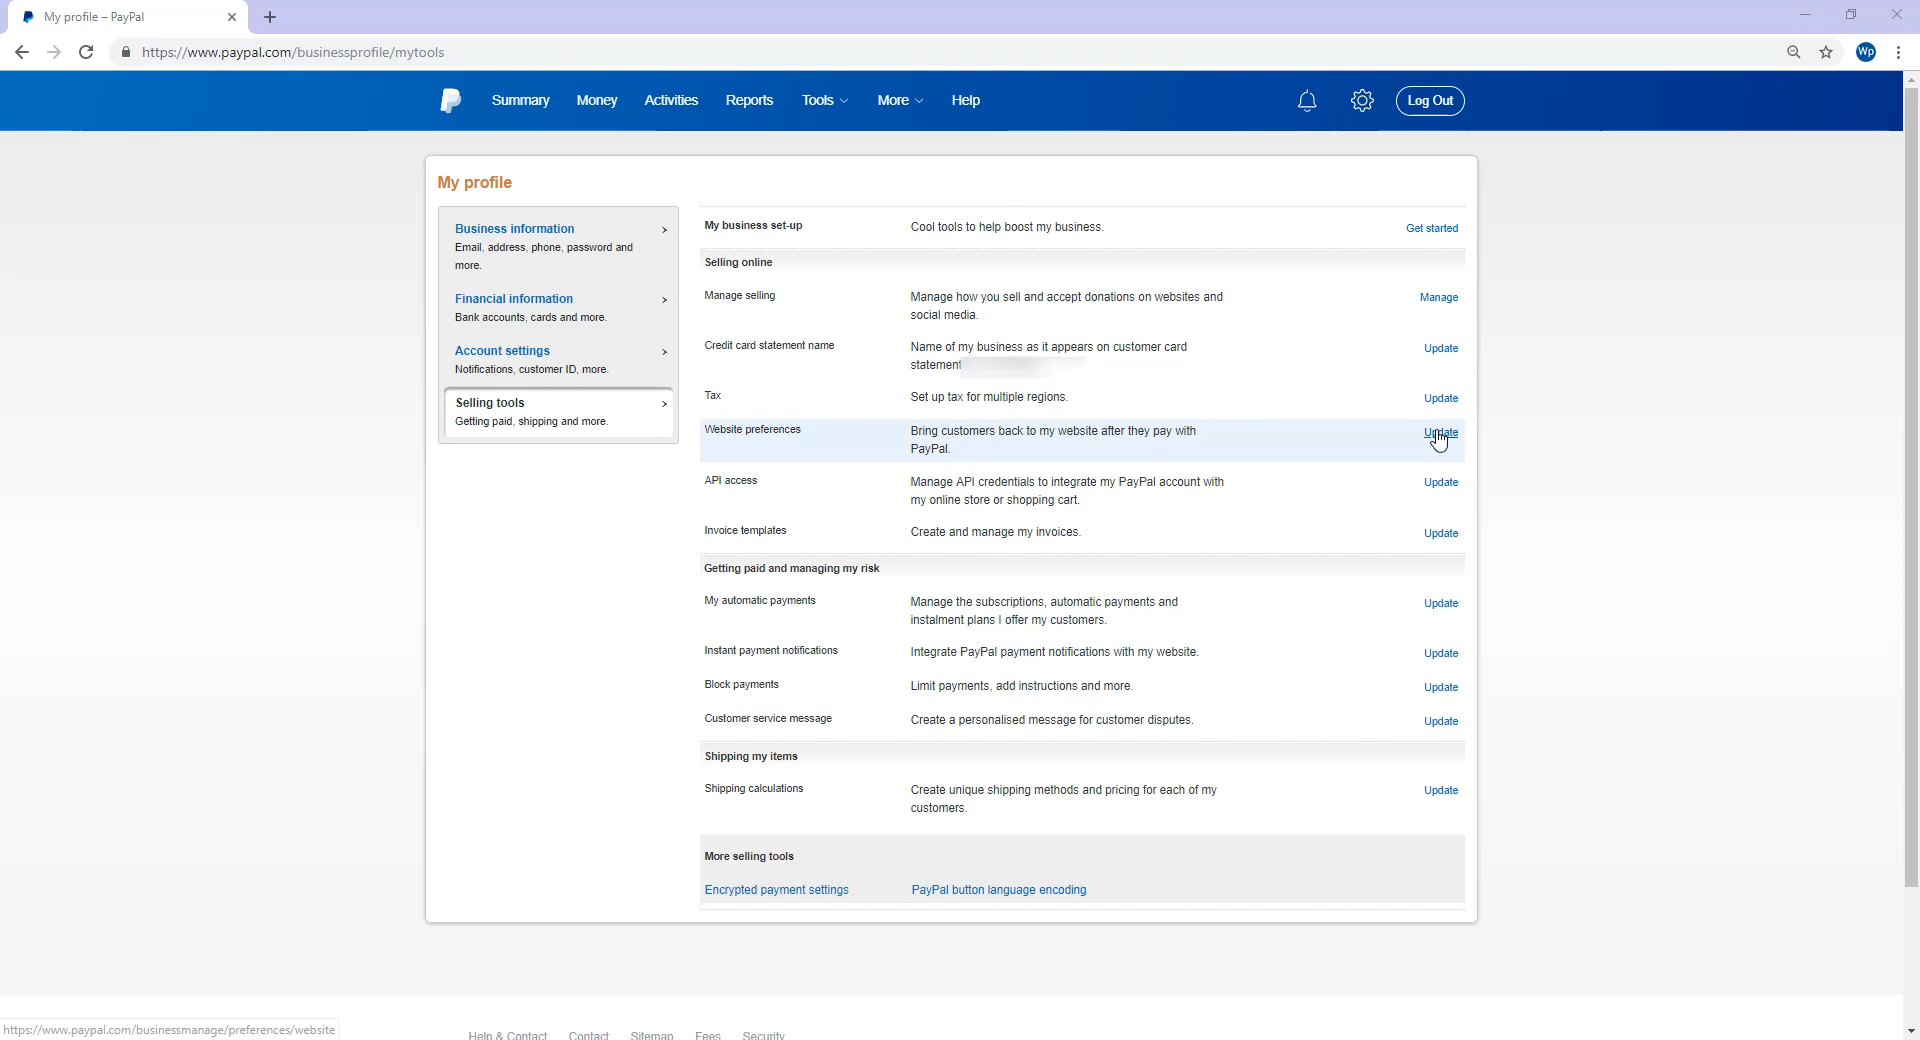 My profile – PayPal
https://www.paypal.com/businessprofile/mytools
Wp
Summary Money Activities Reports Tools More Help Log Out
My profile
Business information
Email, address, phone, password and
more.
Financial information
Bank accounts, cards and more.
Account settings
Notifications, customer ID, more.
Selling tools
Getting paid, shipping and more.
My business set-up Cool tools to help boost my business. Get started
Selling online
Manage selling Manage how you sell and accept donations on websites and Manage
social media.
Credit card statement name Name of my business as it appears on customer card Update
statement
Tax Set up tax for multiple regions. Update
Website preferences Bring customers back to my website after they pay with Update
PayPal.
API access Manage API credentials to integrate my PayPal account with Update
my online store or shopping cart.
Invoice templates Create and manage my invoices. Update
Getting paid and managing my risk
My automatic payments Manage the subscriptions, automatic payments and Update
instalment plans I offer my customers.
Instant payment notifications Integrate PayPal payment notifications with my website. Update
Block payments Limit payments, add instructions and more. Update
Customer service message Create a personalised message for customer disputes. Update
Shipping my items
Shipping calculations Create unique shipping methods and pricing for each of my Update
customers.
More selling tools
Encrypted payment settings PayPal button language encoding
https://www.paypal.com/businessmanage/preferences/website
Help & Contact Contact Sitemap Fees Security